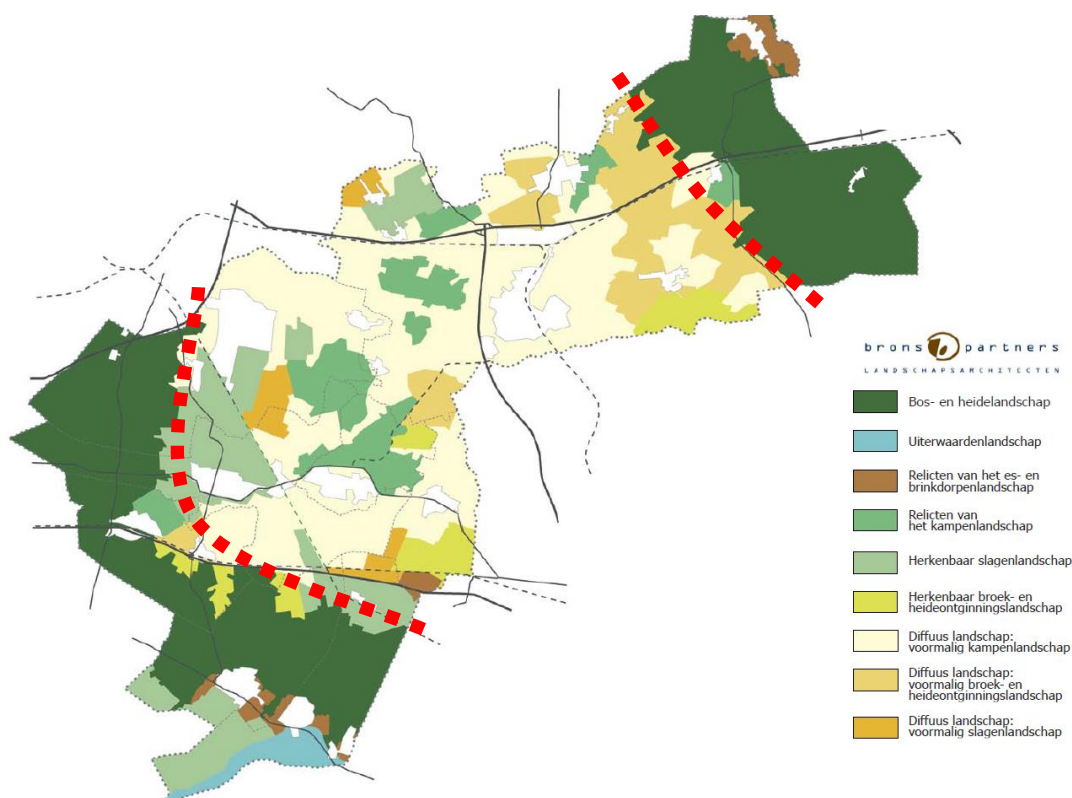 brons partners
LANDSCHAPSARCHITECTEN
Bos- en heidelandschap
Uiterwaardenlandschap
Relicten van het es- en
brinkdorpenlandschap
Relicten van
het kampenlandschap
Herkenbaar slagenlandschap
Herkenbaar broek- en
heideontginningslandschap
Diffuus landschap:
voormalig kampenlandschap
Diffuus landschap:
voormalig broek- en
heideontginningslandschap
Diffuus landschap:
voormalig slagenlandschap